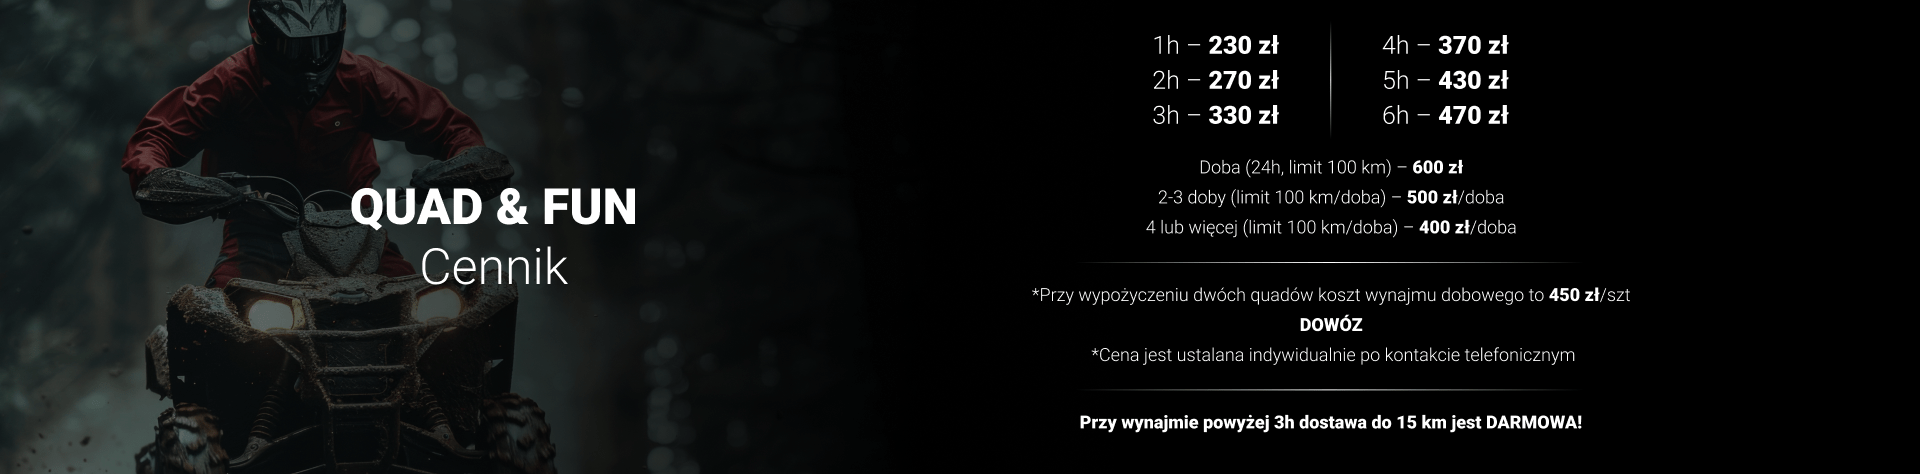 QUAD & FUN
Cennik
1h – 230 zł
2h – 270 zł
3h – 330 zł
4h – 370 zł
5h – 430 zł
6h – 470 zł
Doba (24h, limit 100 km) – 600 zł
2-3 doby (limit 100 km/doba) – 500 zł/doba
4 lub więcej (limit 100 km/doba) – 400 zł/doba
*Przy wypożyczeniu dwóch quadów koszt wynajmu dobowego to 450 zł/szt
DOWÓZ
*Cena jest ustalana indywidualnie po kontakcie telefonicznym
Przy wynajmie powyżej 3h dostawa do 15 km jest DARMOWA!